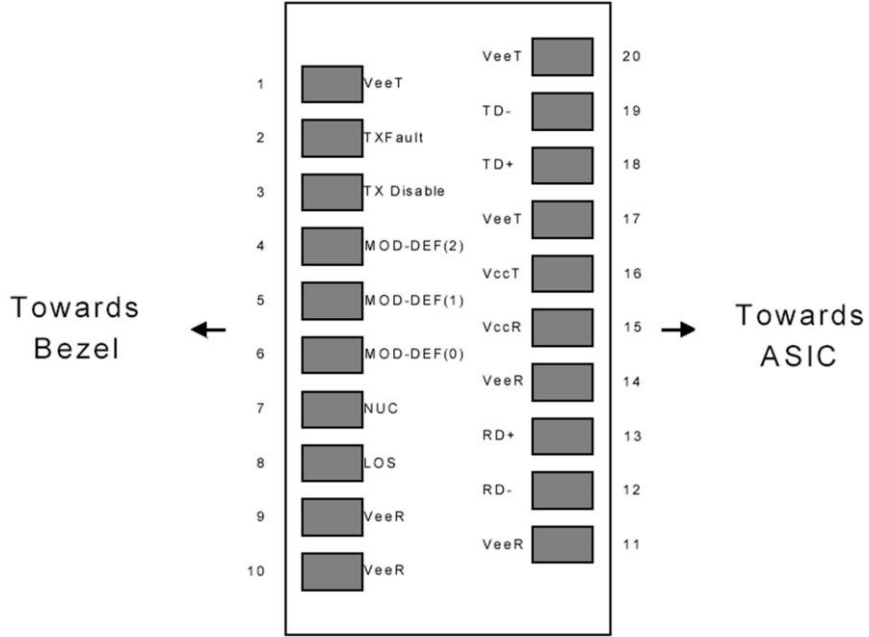 Towards
Bezel
1 VeeT
2 TXFault
3 TX Disable
4 MOD-DEF(2)
5 MOD-DEF(1)
6 MOD-DEF(0)
7 NUC
8 LOS
9 VeeR
10 VeeR
VeeT 20
TD- 19
TD+ 18
VeeT 17
VccT 16
VccR 15
VeeR 14
RD+ 13
RD- 12
VeeR 11
Towards
ASIC